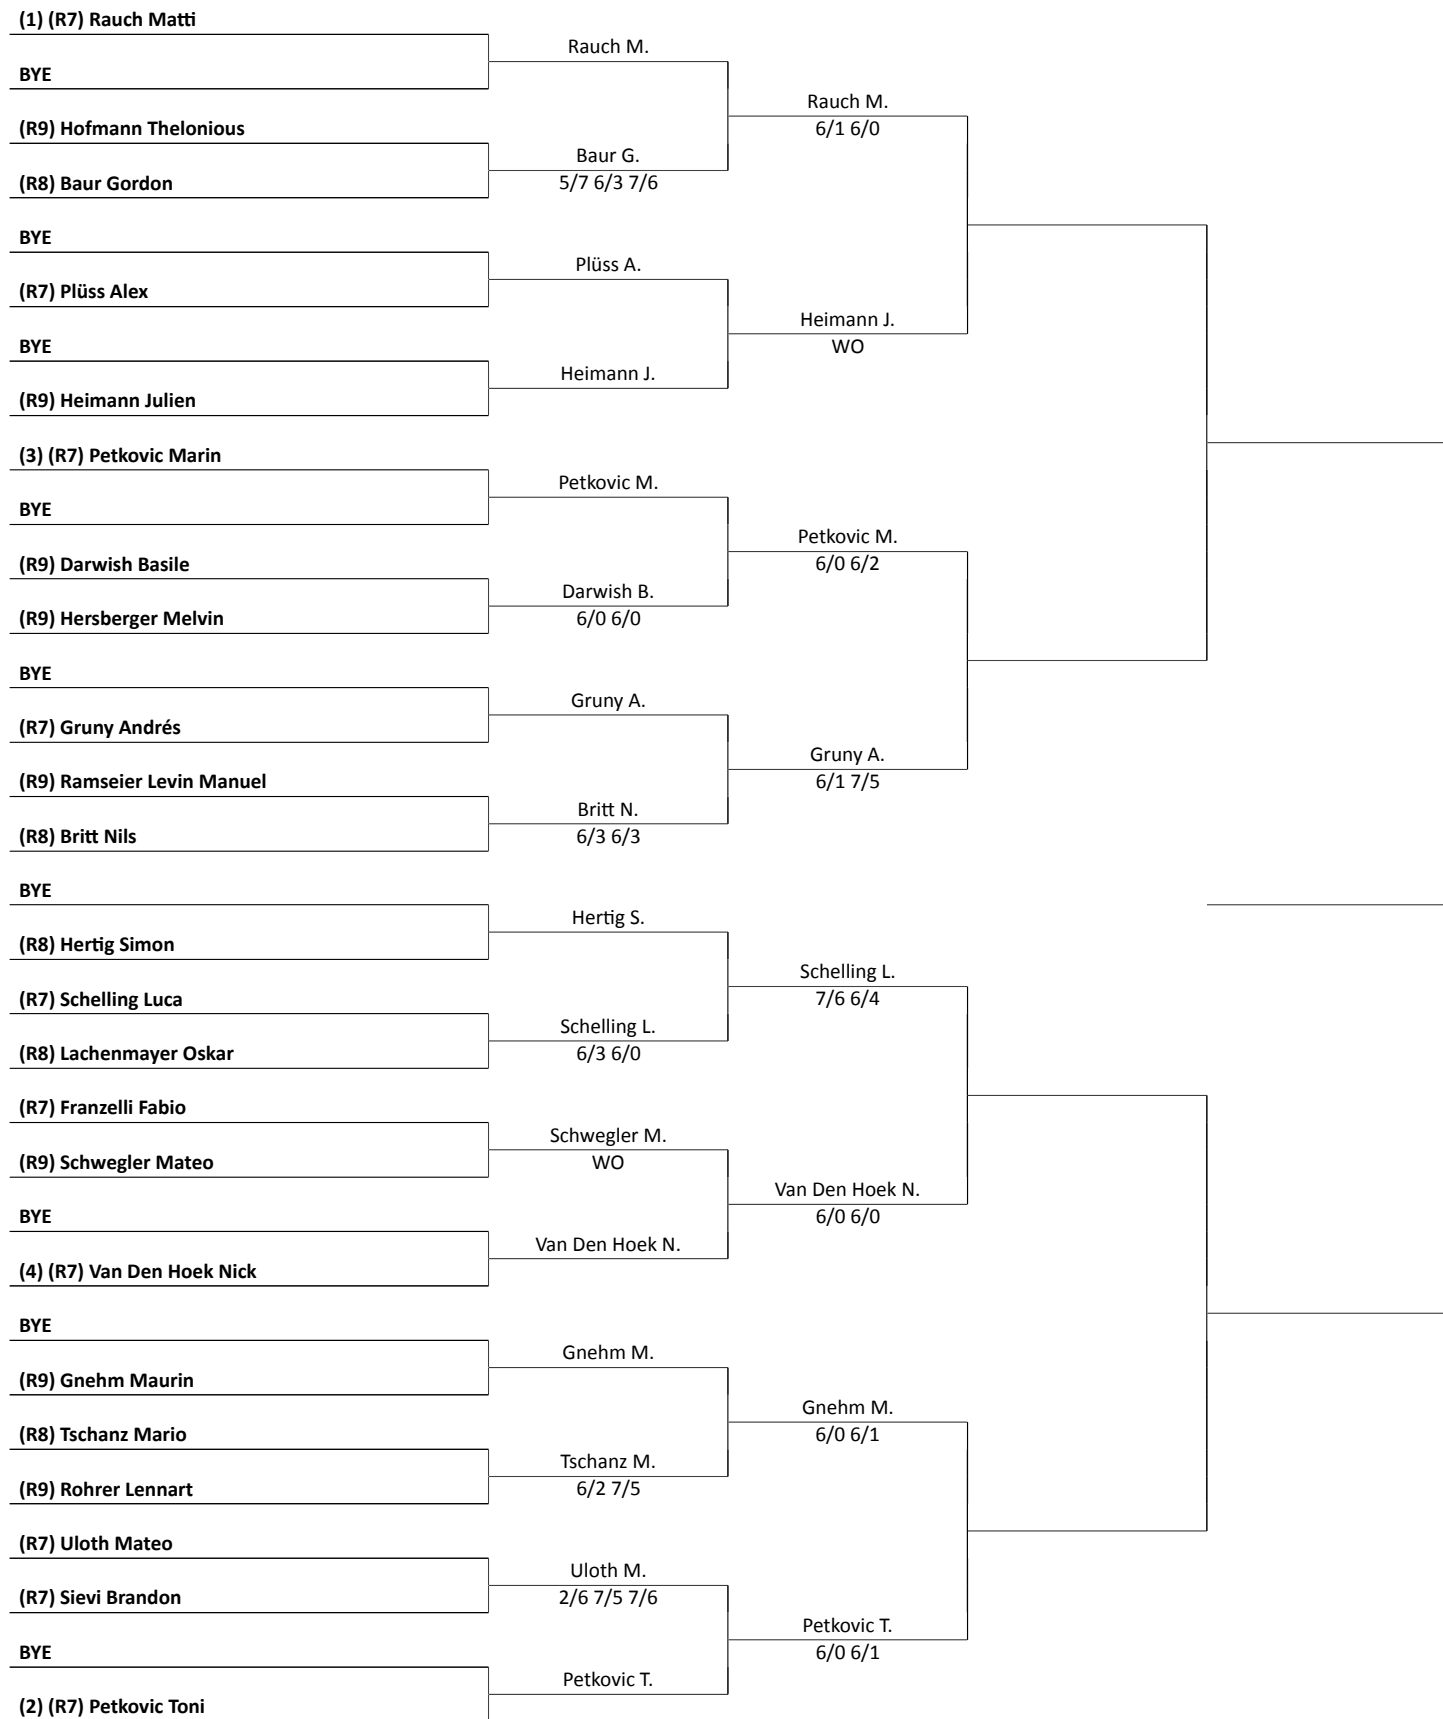 (1) (R7) Rauch Matti
Rauch M.
BYE
Rauch M.
6/1 6/0
(R9) Hofmann Thelonious
Baur G.
5/7 6/3 7/6
(R8) Baur Gordon
BYE
Plüss A.
(R7) Plüss Alex
Heimann J.
WO
BYE
Heimann J.
(R9) Heimann Julien
(3) (R7) Petkovic Marin
Petkovic M.
BYE
Petkovic M.
6/0 6/2
(R9) Darwish Basile
Darwish B.
6/0 6/0
(R9) Hersberger Melvin
BYE
Gruny A.
(R7) Gruny Andrés
Gruny A.
6/1 7/5
(R9) Ramseier Levin Manuel
Britt N.
6/3 6/3
(R8) Britt Nils
BYE
Hertig S.
(R8) Hertig Simon
Schelling L.
7/6 6/4
(R7) Schelling Luca
Schelling L.
6/3 6/0
(R8) Lachenmayer Oskar
(R7) Franzelli Fabio
Schwegler M.
WO
(R9) Schwegler Mateo
Van Den Hoek N.
6/0 6/0
BYE
Van Den Hoek N.
(4) (R7) Van Den Hoek Nick
BYE
Gnehm M.
(R9) Gnehm Maurin
Gnehm M.
6/0 6/1
(R8) Tschanz Mario
Tschanz M.
6/2 7/5
(R9) Rohrer Lennart
(R7) Uloth Mateo
Uloth M.
2/6 7/5 7/6
(R7) Sievi Brandon
Petkovic T.
6/0 6/1
BYE
Petkovic T.
(2) (R7) Petkovic Toni